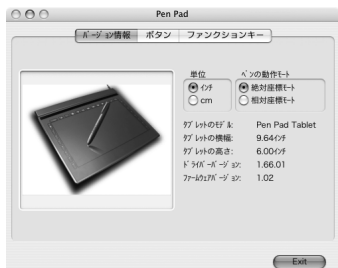 Pen Pad
バージョン情報 ボタン ファンクションキー
単位 ペンの動作モード
インチ 絶対座標モード
cm 相対座標モード
タブレットのモデル: Pen Pad Tablet
タブレットの横幅: 9.64インチ
タブレットの高さ: 6.00インチ
ドライバーバージョン: 1.66.01
ファームウェアバージョン: 1.02
Exit